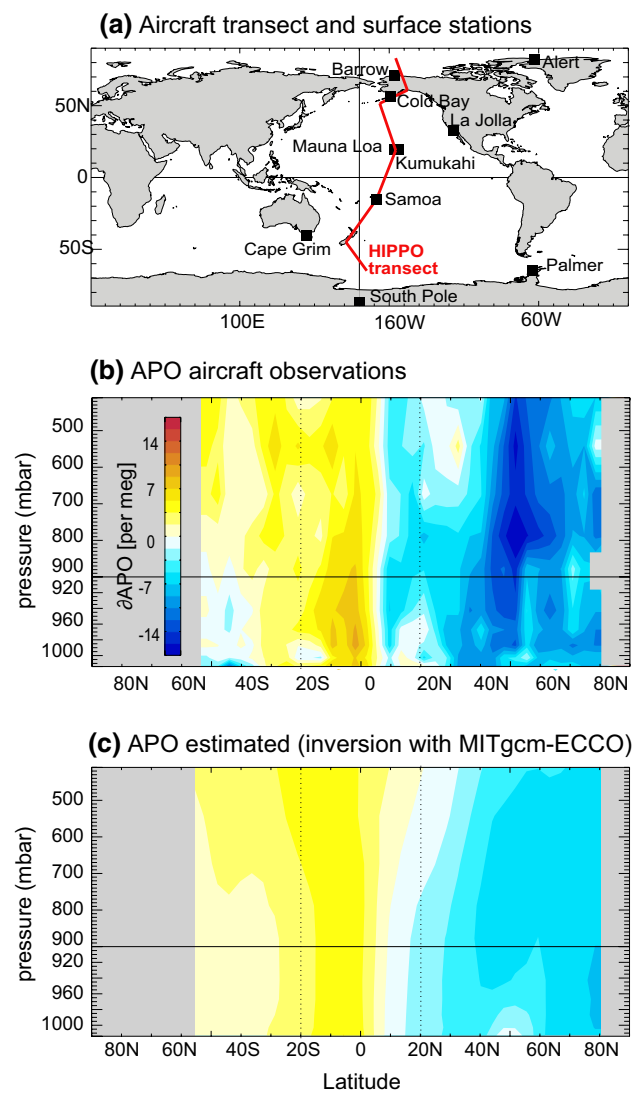 (a) Aircraft transect and surface stations
Barrow
Alert
50N
Cold Bay
La Jolla
Mauna Loa
Kumukahi
0
Samoa
50S
Cape Grim
HIPPO
transect
Palmer
South Pole
100E 160W 60W
(b) APO aircraft observations
pressure (mbar)
500
600
700
800
900
920
960
1000
∂APO [per meg]
14
7
0
-7
-14
80N 60N 40S 20S 0 20N 40N 60N 80N
(c) APO estimated (inversion with MITgcm-ECCO)
pressure (mbar)
500
600
700
800
900
920
960
1000
80N 60N 40S 20S 0 20N 40N 60N 80N
Latitude